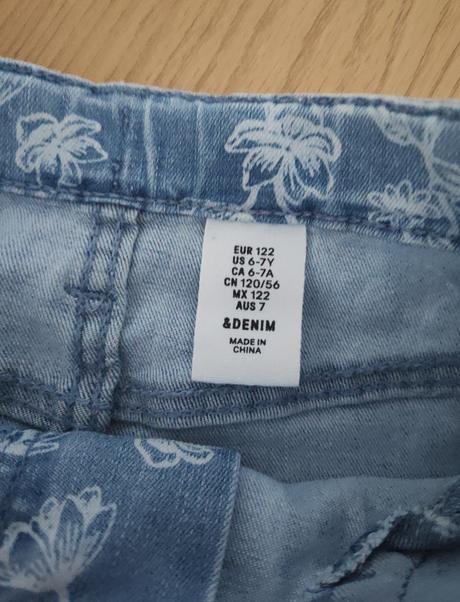 EUR 122
US 6-7Y
CA 6-7A
CN 120/56
MX 122
AUS 7
&DENIM
MADE IN
CHINA